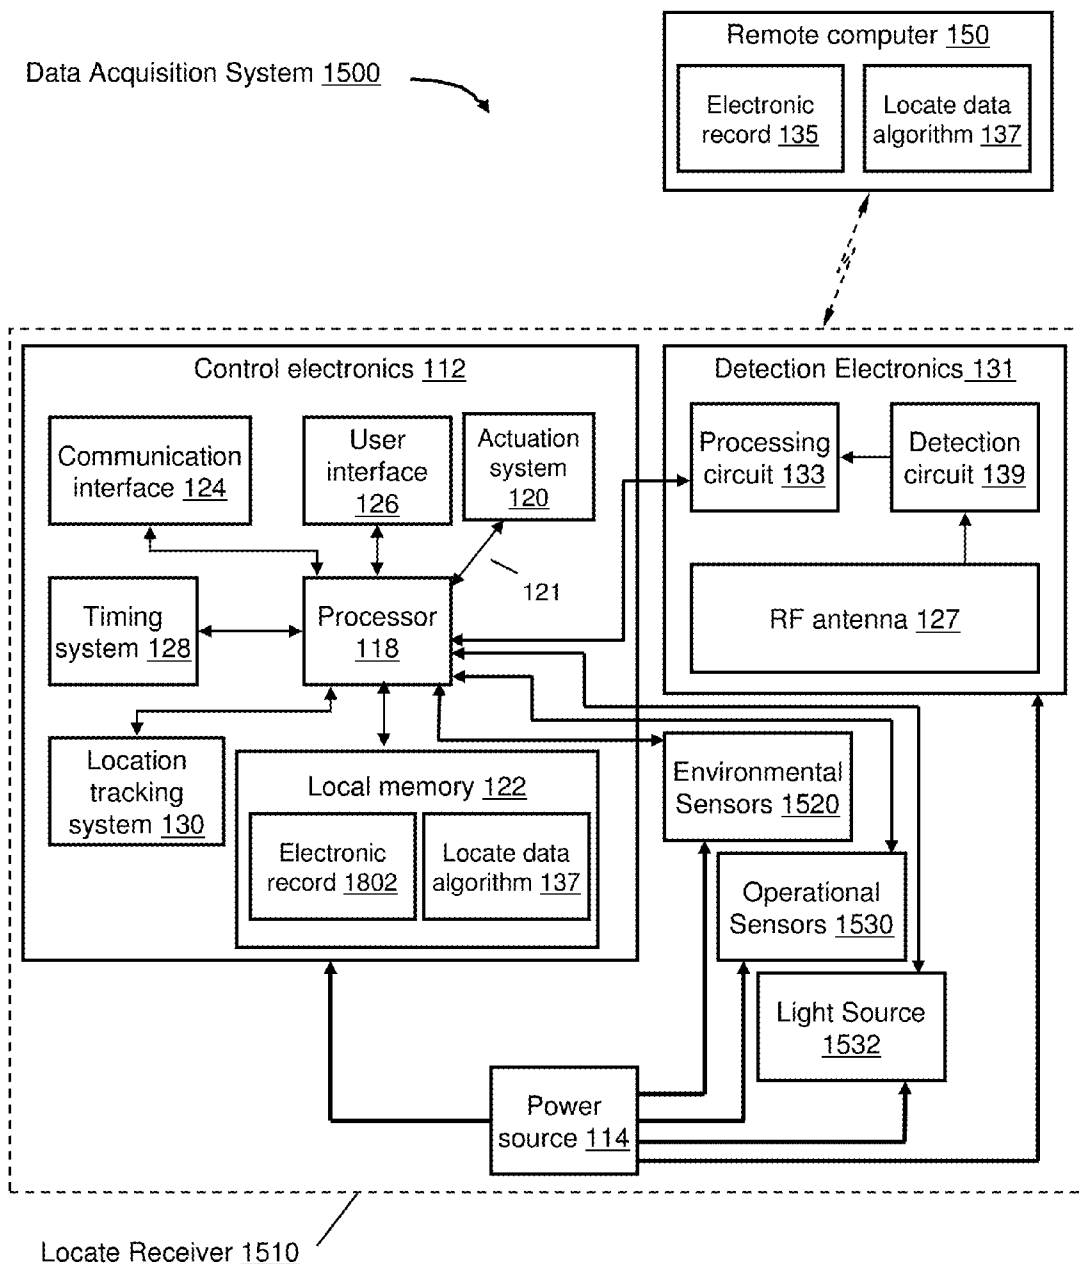 Remote computer 150
Data Acquisition System 1500
Electronic
record 135
Locate data
algorithm 137
Control electronics 112
Detection Electronics 131
Communication
interface 124
User
interface
126
Actuation
system
120
Processing
circuit 133
Detection
circuit 139
121
Timing
system 128
Processor
118
RF antenna 127
Location
tracking
system 130
Local memory 122
Electronic
record 1802
Locate data
algorithm 137
Environmental
Sensors 1520
Operational
Sensors 1530
Light Source
1532
Power
source 114
Locate Receiver 1510